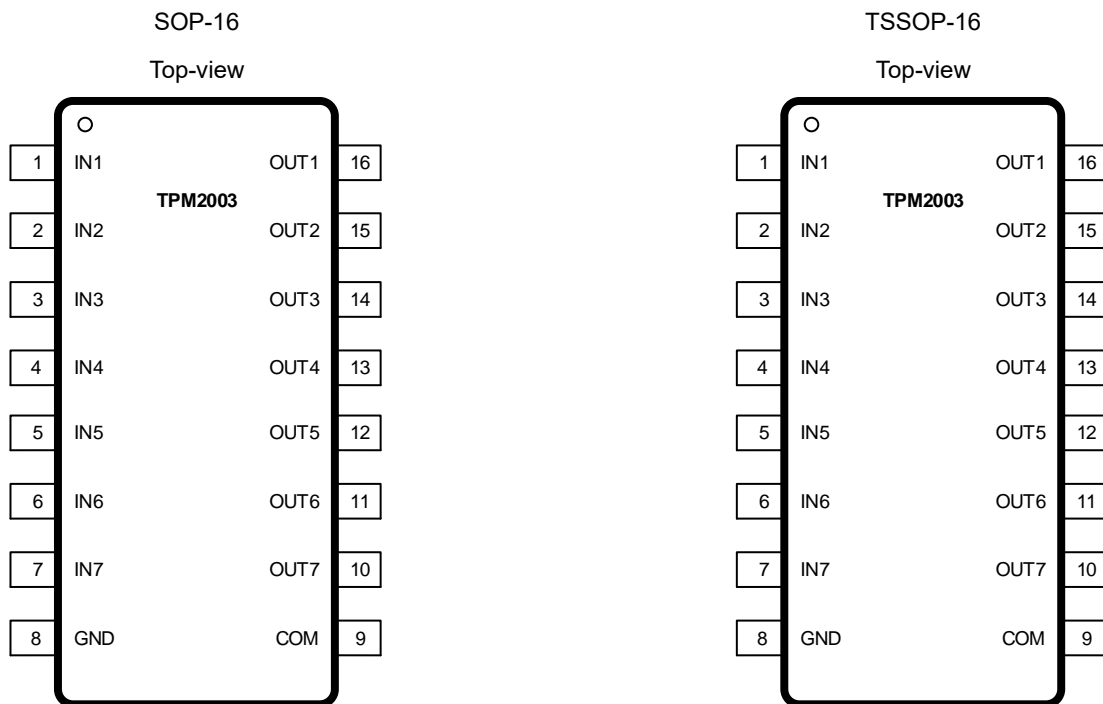 SOP-16
Top-view
1 IN1 OUT1 16
TPM2003
2 IN2 OUT2 15
3 IN3 OUT3 14
4 IN4 OUT4 13
5 IN5 OUT5 12
6 IN6 OUT6 11
7 IN7 OUT7 10
8 GND COM 9
TSSOP-16
Top-view
1 IN1 OUT1 16
TPM2003
2 IN2 OUT2 15
3 IN3 OUT3 14
4 IN4 OUT4 13
5 IN5 OUT5 12
6 IN6 OUT6 11
7 IN7 OUT7 10
8 GND COM 9